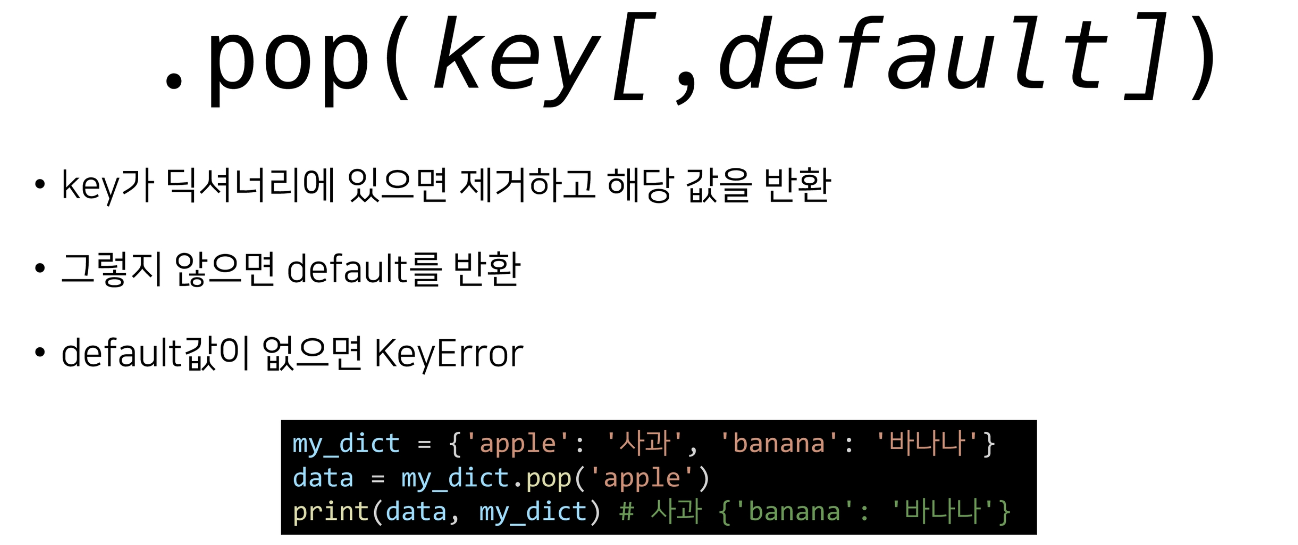 .pop(key[,default])
• key가 딕셔너리에 있으면 제거하고 해당 값을 반환
• 그렇지 않으면 default를 반환
• default값이 없으면 KeyError
my_dict = {'apple': '사과', 'banana': '바나나'}
data = my_dict.pop('apple')
print(data, my_dict) # 사과 {'banana': '바나나'}